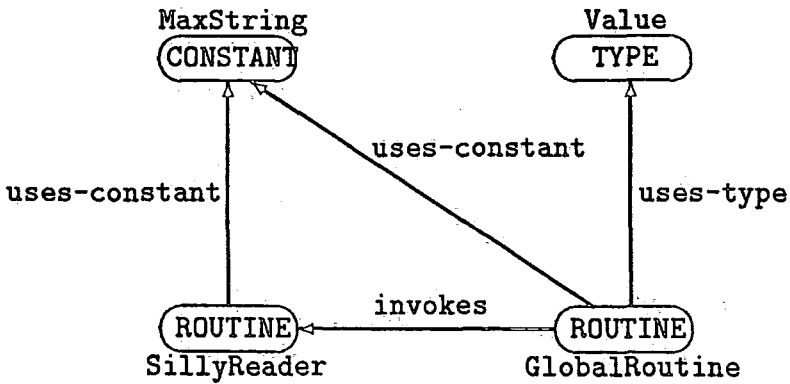 MaxString
Value
CONSTANT
TYPE
uses-constant
uses-constant
uses-type
invokes
ROUTINE
ROUTINE
SillyReader
GlobalRoutine